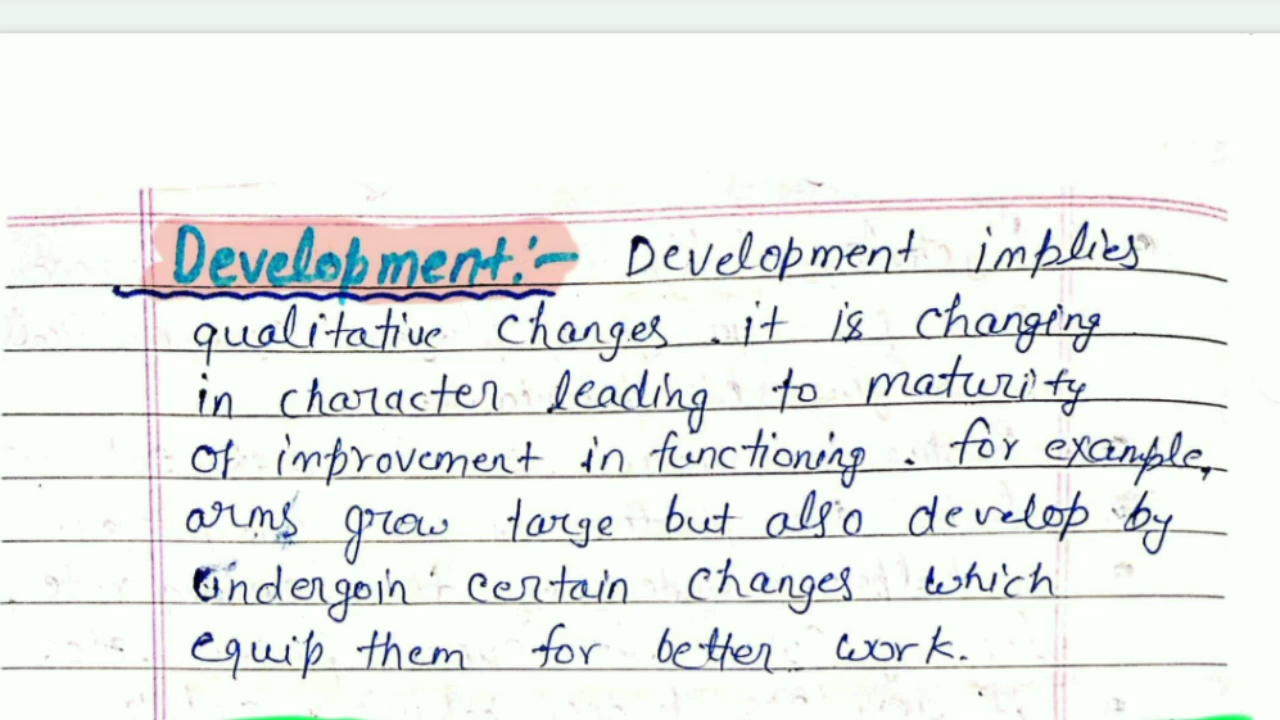 Development:- Development implies
qualitative changes. it is changing
in character leading to maturity
of improvement in functioning. for example,
arms grow large but also develop by
undergoin certain changes which
equip them for better work.